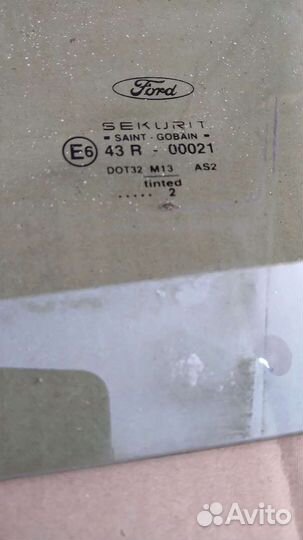 Ford
SEKURIT
- SAINT - GOBAIN -
E6 43 R - 00021
DOT32 M13 AS2
tinted
..... 2
Avito